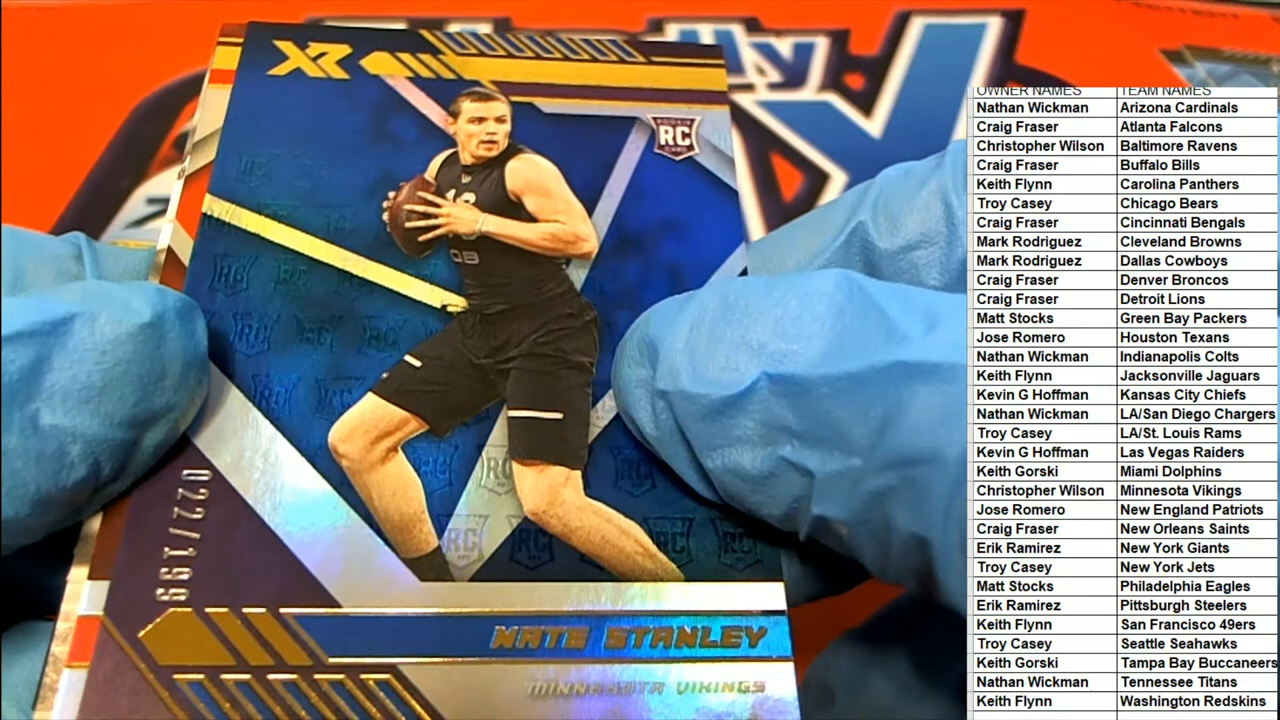 XR
ROOKIE
RC
CARD
QB
022/199
NATE STANLEY
MINNESOTA VIKINGS
OWNER NAMES TEAM NAMES
Nathan Wickman Arizona Cardinals
Craig Fraser Atlanta Falcons
Christopher Wilson Baltimore Ravens
Craig Fraser Buffalo Bills
Keith Flynn Carolina Panthers
Troy Casey Chicago Bears
Craig Fraser Cincinnati Bengals
Mark Rodriguez Cleveland Browns
Mark Rodriguez Dallas Cowboys
Craig Fraser Denver Broncos
Craig Fraser Detroit Lions
Matt Stocks Green Bay Packers
Jose Romero Houston Texans
Nathan Wickman Indianapolis Colts
Keith Flynn Jacksonville Jaguars
Kevin G Hoffman Kansas City Chiefs
Nathan Wickman LA/San Diego Chargers
Troy Casey LA/St. Louis Rams
Kevin G Hoffman Las Vegas Raiders
Keith Gorski Miami Dolphins
Christopher Wilson Minnesota Vikings
Jose Romero New England Patriots
Craig Fraser New Orleans Saints
Erik Ramirez New York Giants
Troy Casey New York Jets
Matt Stocks Philadelphia Eagles
Erik Ramirez Pittsburgh Steelers
Keith Flynn San Francisco 49ers
Troy Casey Seattle Seahawks
Keith Gorski Tampa Bay Buccaneers
Nathan Wickman Tennessee Titans
Keith Flynn Washington Redskins